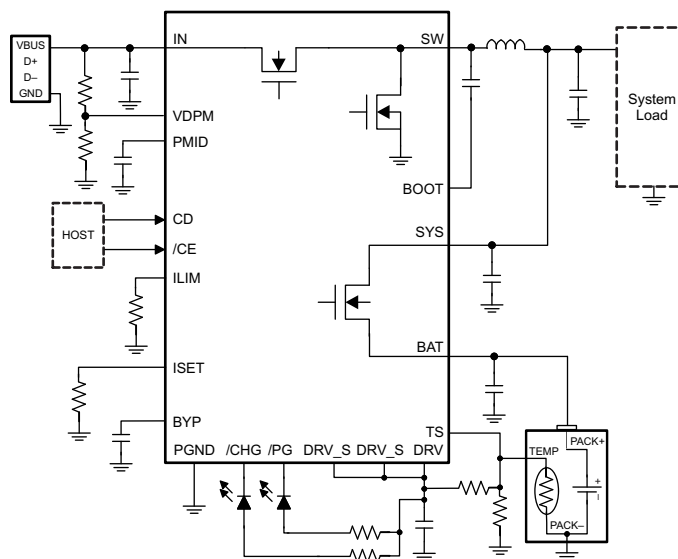 VBUS
D+
D–
GND
IN
SW
VDPM
PMID
BOOT
System
Load
HOST
CD
/CE
SYS
ILIM
BAT
ISET
BYP
TS
PGND
/CHG
/PG
DRV_S
DRV_S
DRV
TEMP
PACK+
+
–
PACK–